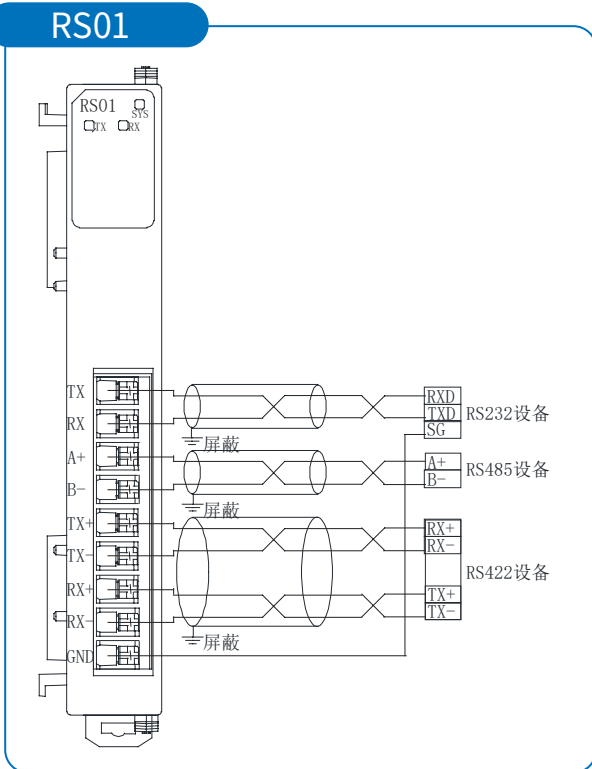 RS01
RS01
SYS
TX RX
TX
RX
A+
B-
TX+
TX-
RX+
RX-
GND
屏蔽
屏蔽
屏蔽
RXD
TXD
SG
RS232设备
A+
B-
RS485设备
RX+
RX-
TX+
TX-
RS422设备